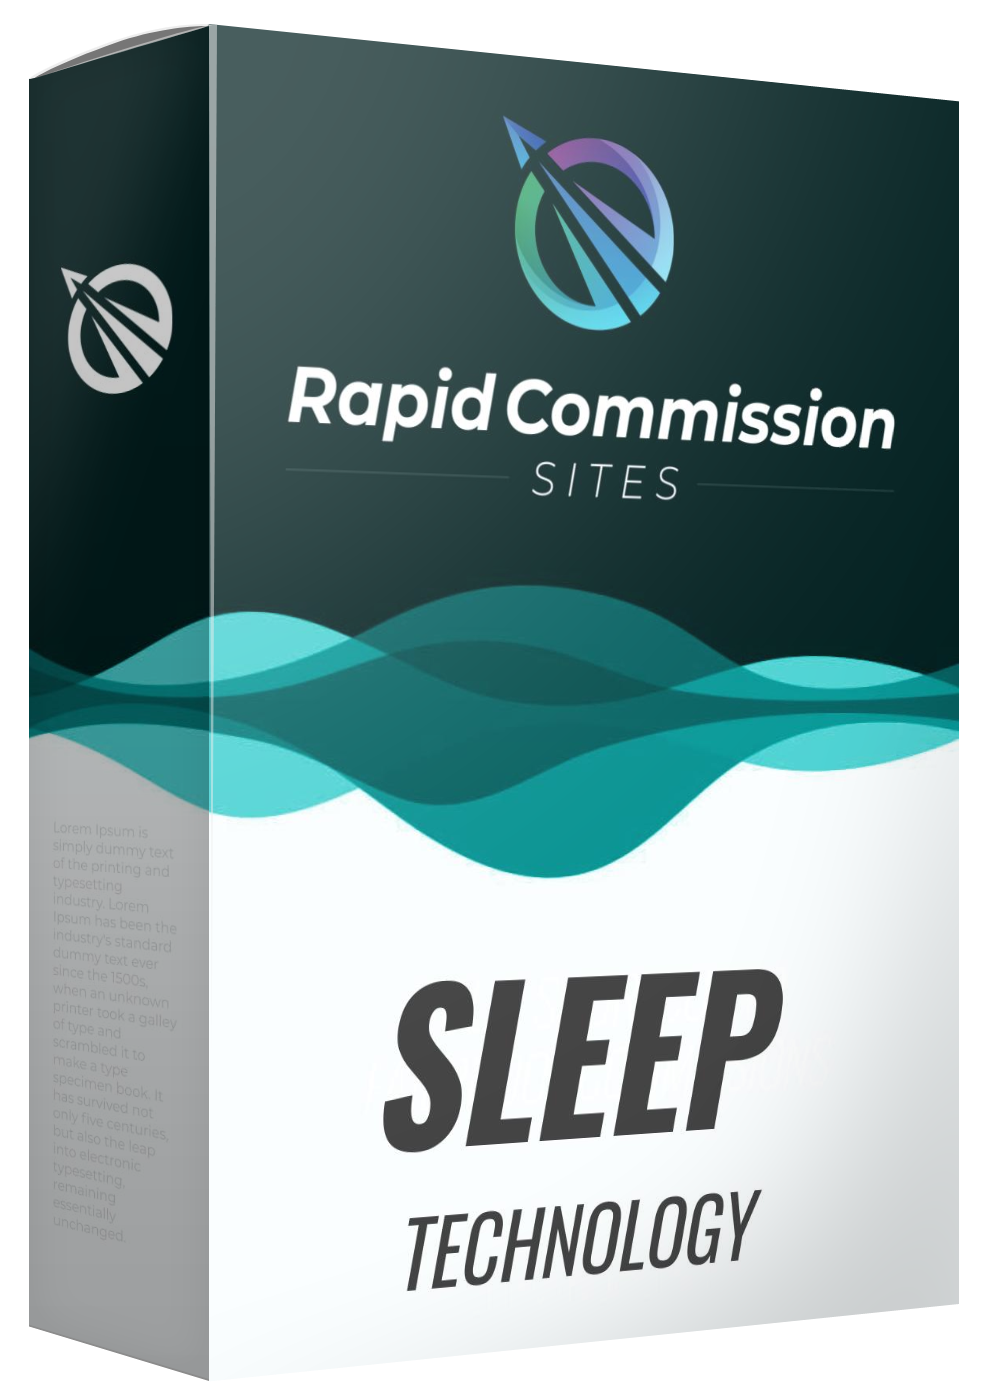 Rapid Commission
SITES
SLEEP
TECHNOLOGY
Lorem Ipsum is
simply dummy text
of the printing and
typesetting
industry. Lorem
Ipsum has been the
industry's standard
dummy text ever
since the 1500s,
when an unknown
printer took a galley
of type and
scrambled it to
make a type
specimen book. It
has survived not
only five centuries,
but also the leap
into electronic
typesetting,
remaining
essentially
unchanged.